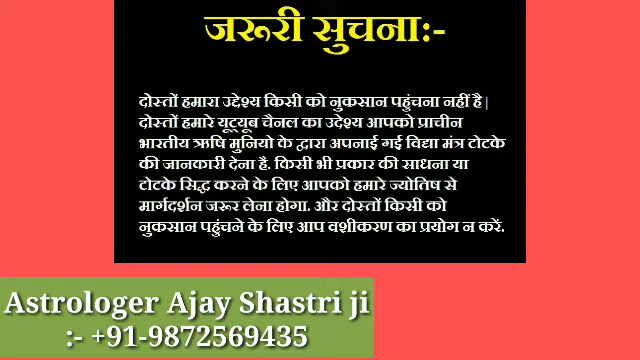 जरूरी सुचना:-
दोस्तों हमारा उद्देश्य किसी को नुकसान पहुंचना नहीं है |
दोस्तों हमारे यूट्यूब चैनल का उदेश्य आपको प्राचीन
भारतीय ऋषि मुनियो के द्वारा अपनाई गई विद्या मंत्र टोटके
की जानकारी देना है. किसी भी प्रकार की साधना या
टोटके सिद्ध करने के लिए आपको हमारे ज्योतिष से
मार्गदर्शन जरूर लेना होगा. और दोस्तों किसी को
नुकसान पहुंचने के लिए आप वशीकरण का प्रयोग न करें.
Astrologer Ajay Shastri ji
:- +91-9872569435